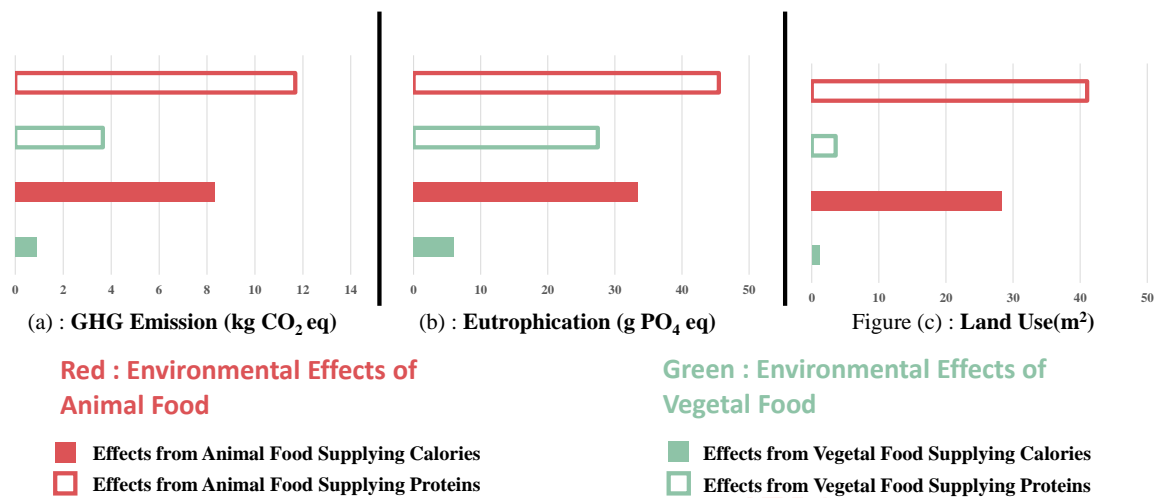 0 2 4 6 8 10 12 14
0 10 20 30 40 50
0 10 20 30 40 50
(a) : GHG Emission (kg CO₂ eq)
(b) : Eutrophication (g PO₄ eq)
Figure (c) : Land Use(m²)
Red : Environmental Effects of
Animal Food
Effects from Animal Food Supplying Calories
Effects from Animal Food Supplying Proteins
Green : Environmental Effects of
Vegetal Food
Effects from Vegetal Food Supplying Calories
Effects from Vegetal Food Supplying Proteins